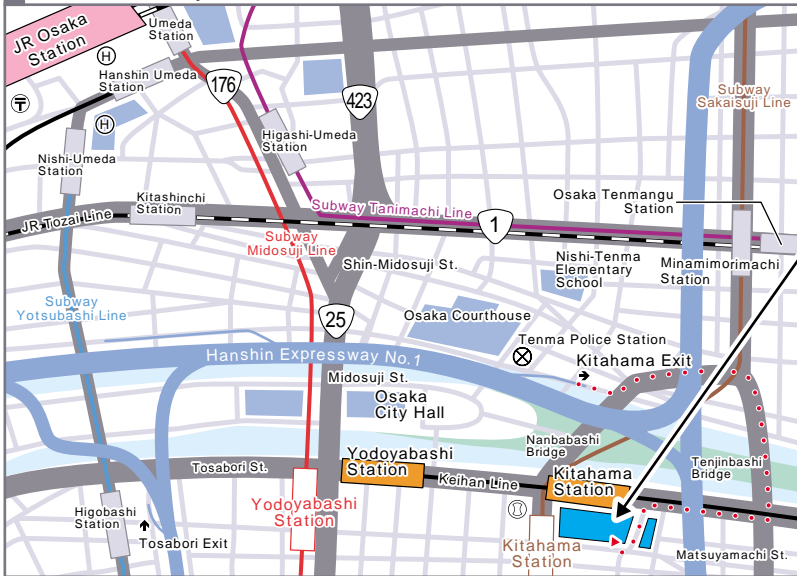 JR Osaka
Station
Umeda
Station
H
Hanshin Umeda
Station
〒
H
176
423
Subway
Sakaisuji Line
Higashi-Umeda
Station
Nishi-Umeda
Station
Kitashinchi
Station
Subway Tanimachi Line
Osaka Tenmangu
Station
JR Tozai Line
1
Subway
Midosuji Line
Shin-Midosuji St.
Nishi-Tenma
Elementary
School
Minamimorimachi
Station
Subway
Yotsubashi Line
25
Osaka Courthouse
Tenma Police Station
Hanshin Expressway No.1
Kitahama Exit
Midosuji St.
Osaka
City Hall
Nanbabashi
Bridge
Yodoyabashi
Station
Tosabori St.
Keihan Line
Kitahama
Station
Tenjinbashi
Bridge
Yodoyabashi
Station
Higobashi
Station
Tosabori Exit
Kitahama
Station
Matsuyamachi St.